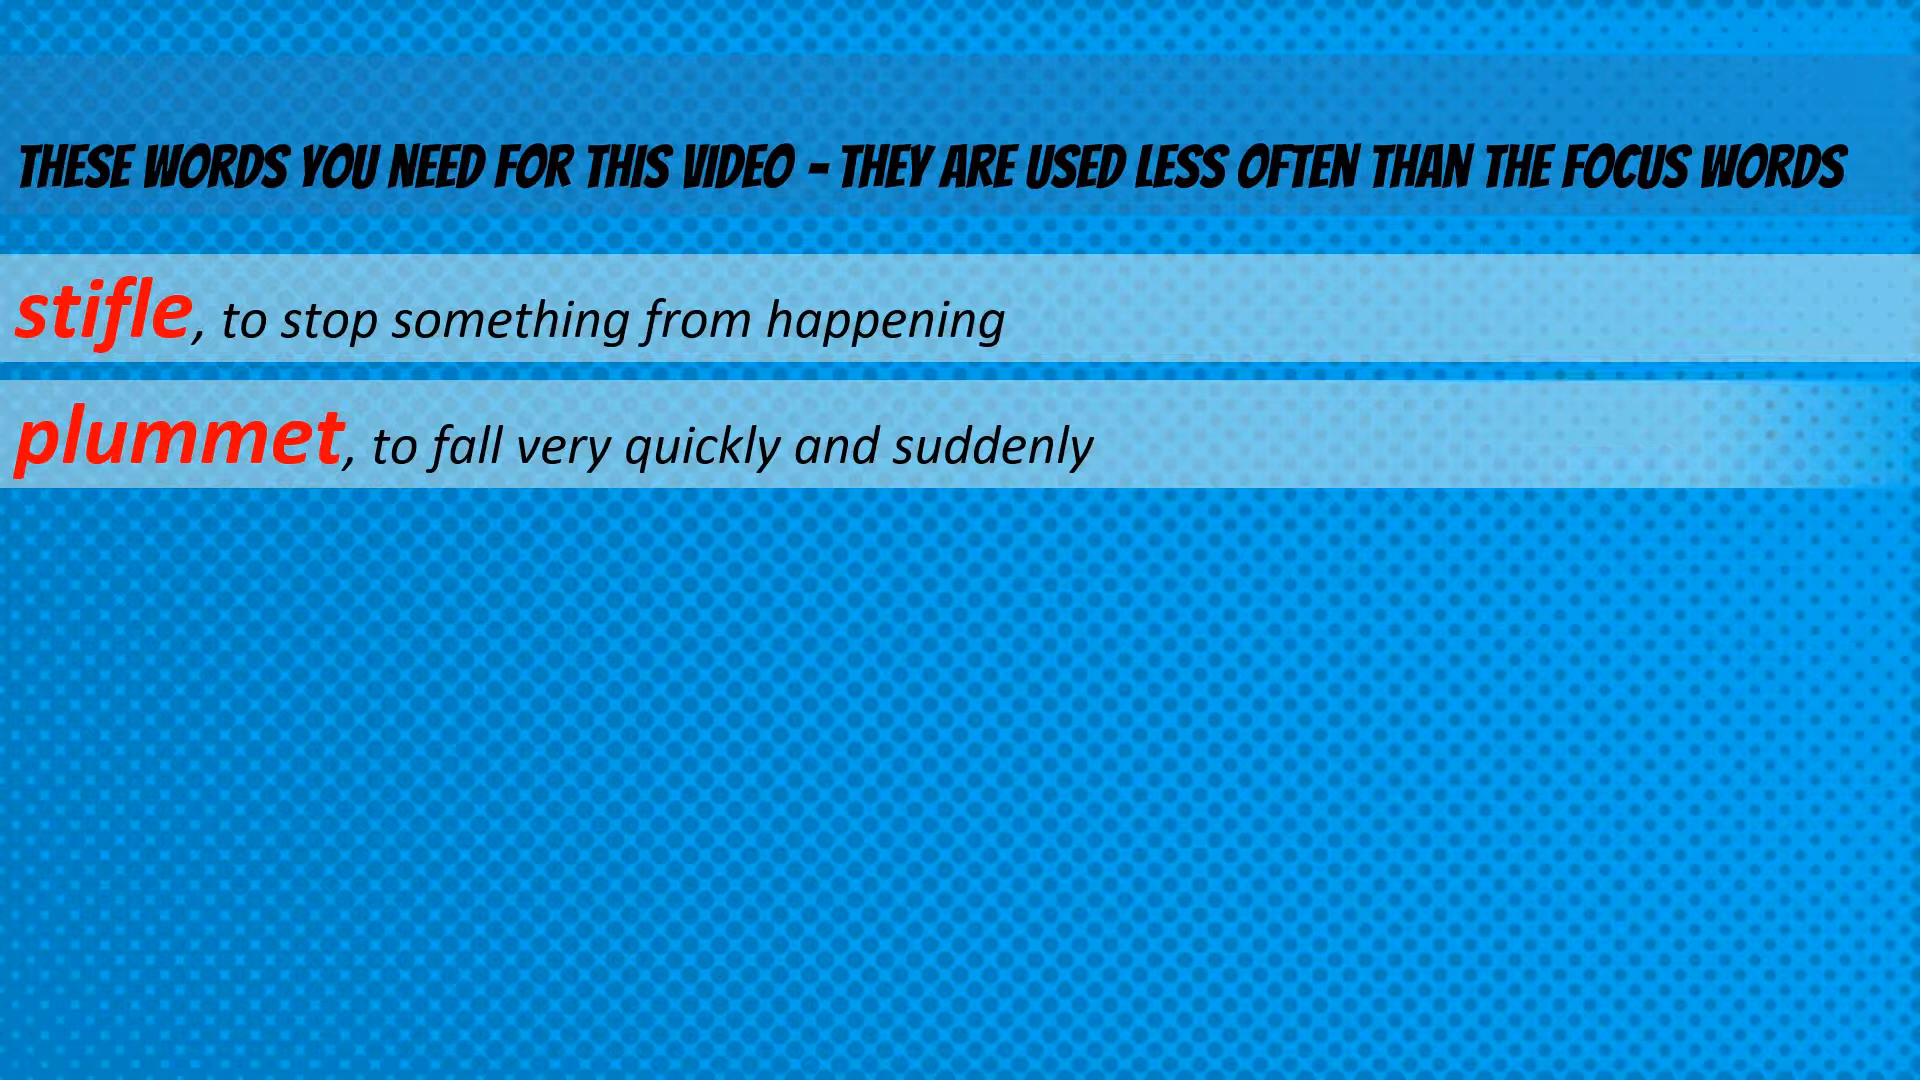 THESE WORDS YOU NEED FOR THIS VIDEO - THEY ARE USED LESS OFTEN THAN THE FOCUS WORDS
stifle, to stop something from happening
plummet, to fall very quickly and suddenly